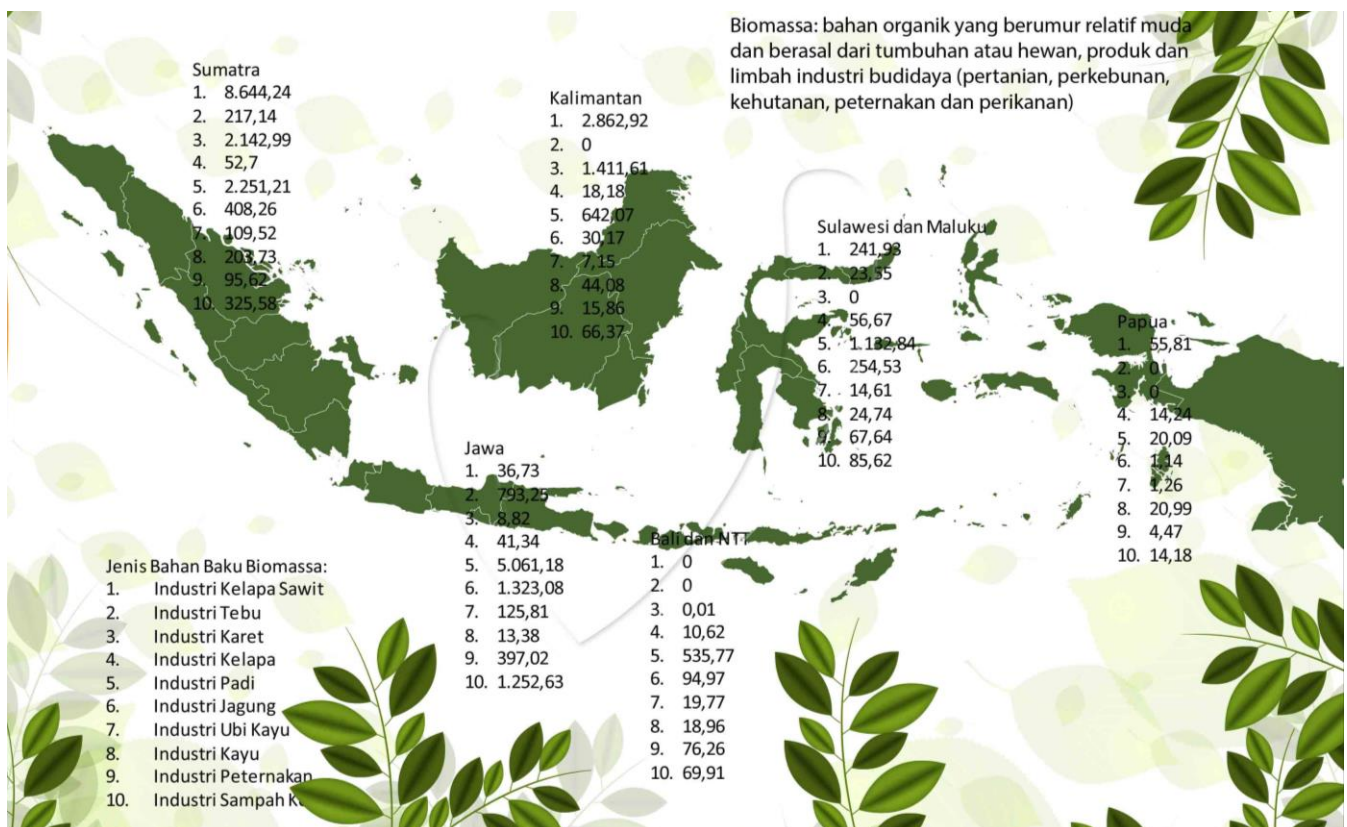 Biomassa: bahan organik yang berumur relatif muda
dan berasal dari tumbuhan atau hewan, produk dan
limbah industri budidaya (pertanian, perkebunan,
kehutanan, peternakan dan perikanan)
Sumatra
1. 8.644,24
2. 217,14
3. 2.142,99
4. 52,7
5. 2.251,21
6. 408,26
7. 109,52
8. 203,73
9. 95,62
10. 325,58
Kalimantan
1. 2.862,92
2. 0
3. 1.411,61
4. 18,18
5. 642,07
6. 30,17
7. 7,15
8. 44,08
9. 15,86
10. 66,37
Sulawesi dan Maluku
1. 241,93
2. 23,55
3. 0
4. 56,67
5. 1.132,84
6. 254,53
7. 14,61
8. 24,74
9. 67,64
10. 85,62
Papua
1. 55,81
2. 0
3. 0
4. 14,24
5. 20,09
6. 1,14
7. 1,26
8. 20,99
9. 4,47
10. 14,18
Jawa
1. 36,73
2. 793,25
3. 8,82
4. 41,34
5. 5.061,18
6. 1.323,08
7. 125,81
8. 13,38
9. 397,02
10. 1.252,63
Bali dan NTT
1. 0
2. 0
3. 0,01
4. 10,62
5. 535,77
6. 94,97
7. 19,77
8. 18,96
9. 76,26
10. 69,91
Jenis Bahan Baku Biomassa:
1. Industri Kelapa Sawit
2. Industri Tebu
3. Industri Karet
4. Industri Kelapa
5. Industri Padi
6. Industri Jagung
7. Industri Ubi Kayu
8. Industri Kayu
9. Industri Peternakan
10. Industri Sampah